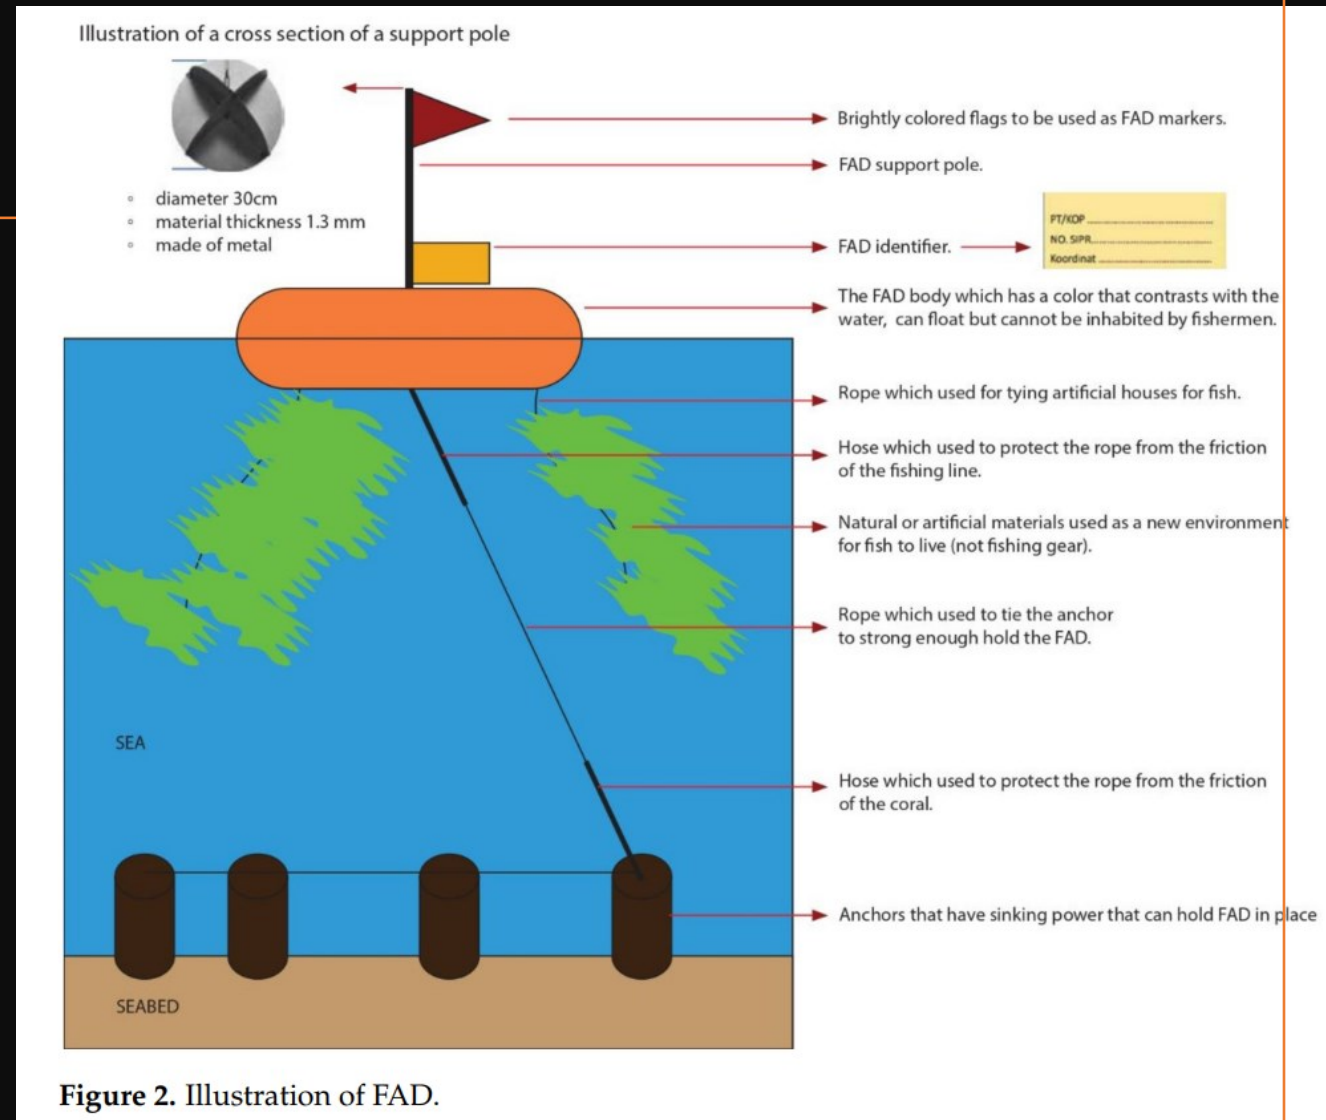 Illustration of a cross section of a support pole
diameter 30cm
material thickness 1.3 mm
made of metal
Brightly colored flags to be used as FAD markers.
FAD support pole.
FAD identifier.
PT/KOP
NO. SIPR
Koordinat
The FAD body which has a color that contrasts with the
water, can float but cannot be inhabited by fishermen.
Rope which used for tying artificial houses for fish.
Hose which used to protect the rope from the friction
of the fishing line.
Natural or artificial materials used as a new environment
for fish to live (not fishing gear).
Rope which used to tie the anchor
to strong enough hold the FAD.
SEA
Hose which used to protect the rope from the friction
of the coral.
Anchors that have sinking power that can hold FAD in place
SEABED
Figure 2. Illustration of FAD.